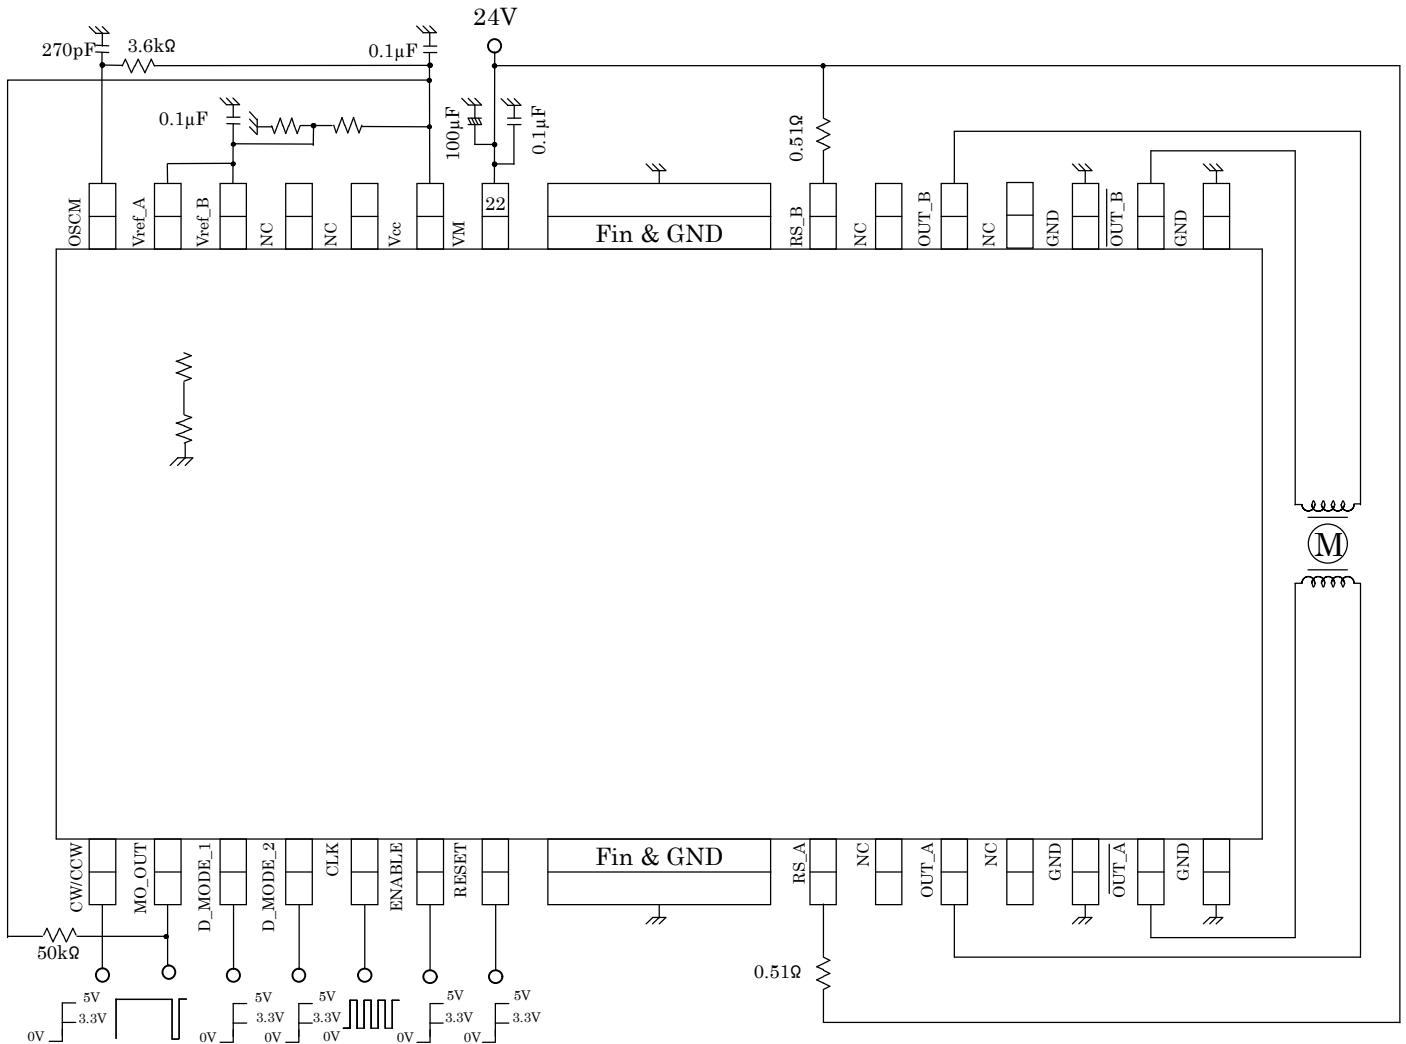 24V
270pF
3.6kΩ
0.1μF
0.1μF
100μF
0.1μF
0.51Ω
OSCM
Vref_A
Vref_B
NC
NC
Vcc
VM
22
Fin & GND
RS_B
NC
OUT_B
NC
GND
OUT_B
GND
M
CW/CCW
MO_OUT
D_MODE_1
D_MODE_2
CLK
ENABLE
RESET
Fin & GND
RS_A
NC
OUT_A
NC
GND
OUT_A
GND
50kΩ
0.51Ω
5V
3.3V
0V
5V
3.3V
0V
5V
3.3V
0V
0V
5V
3.3V
0V
5V
3.3V
0V